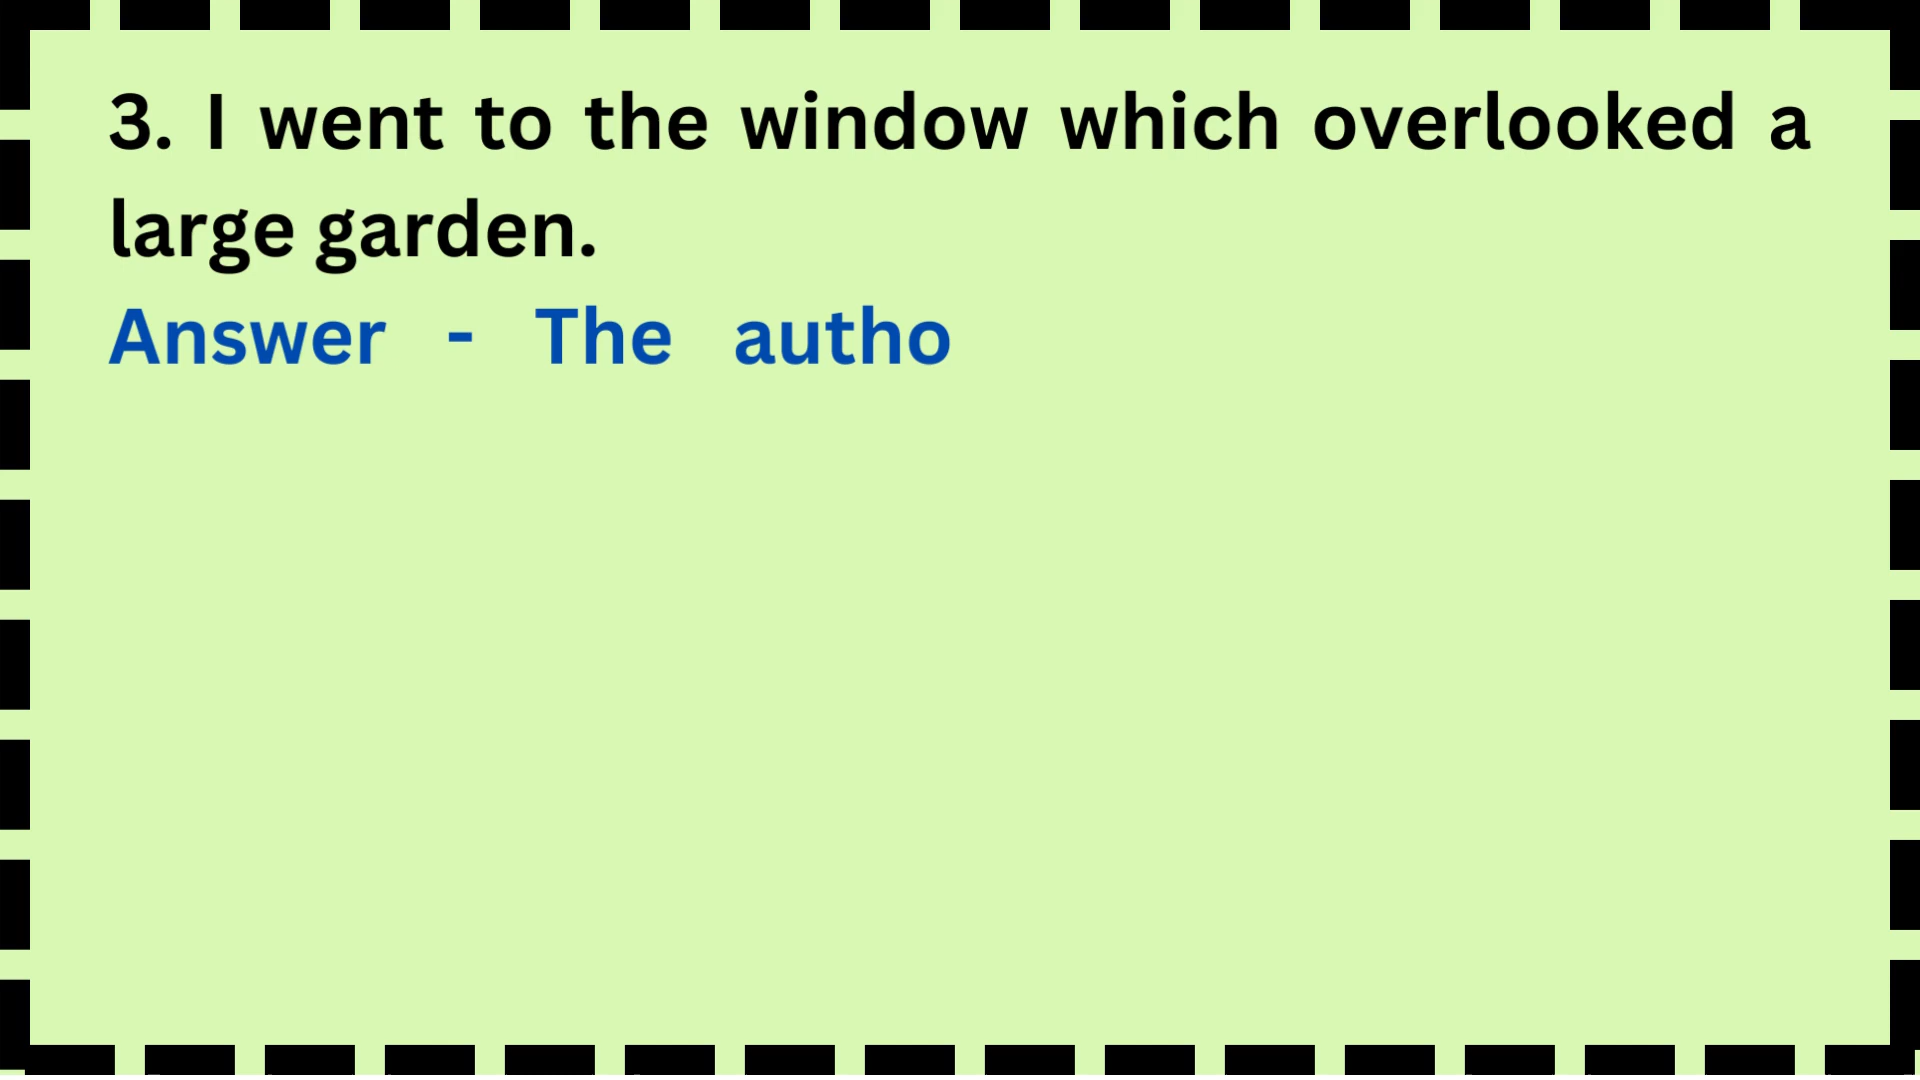 3. I went to the window which overlooked a
large garden.
Answer - The autho